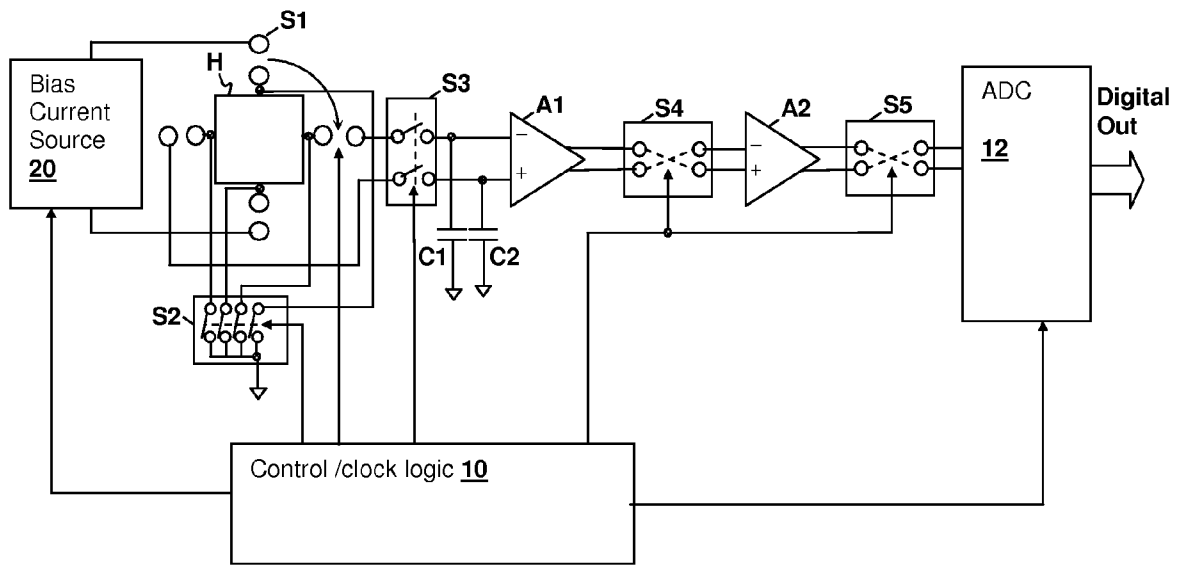 S1
H
Bias
Current
Source
20
S3
A1
S4
A2
S5
ADC
12
Digital
Out
−
+
−
+
C1
C2
S2
Control /clock logic 10